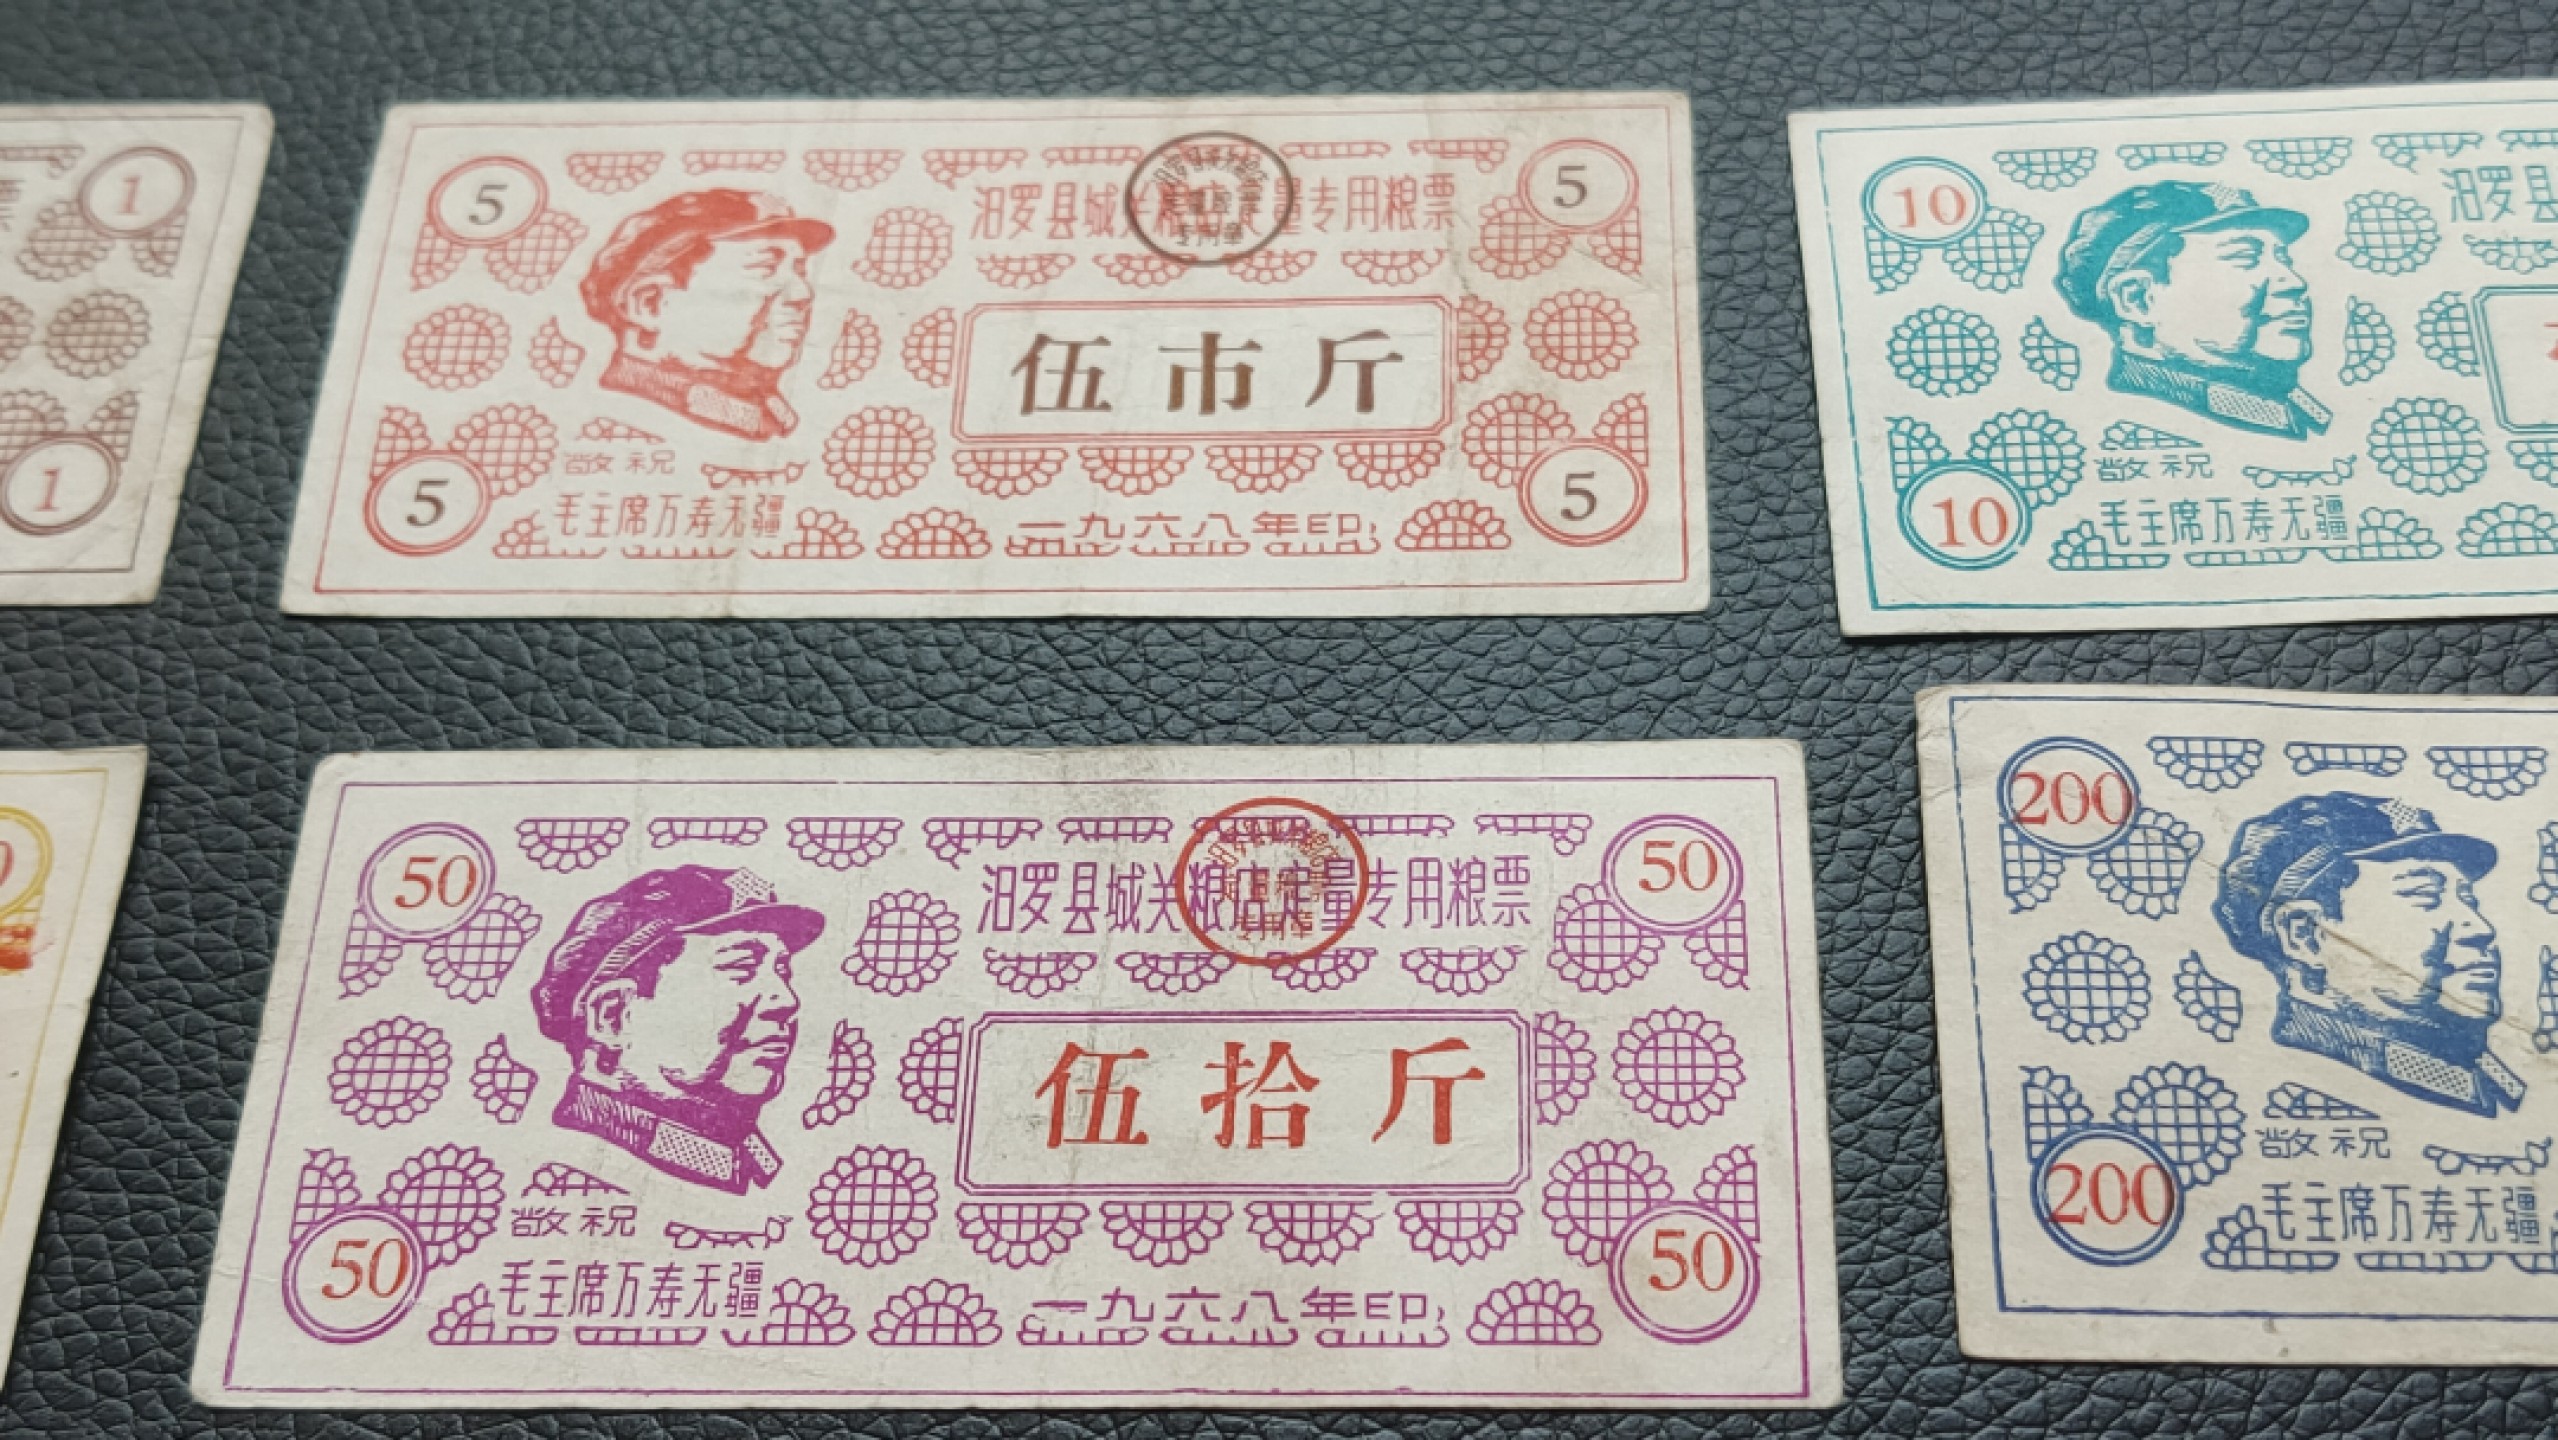 1
1
5
汨罗县城关粮店定量专用粮票
5
伍市斤
敬祝
毛主席万寿无疆
5
一九六八年印
5
10
汨罗县
敬祝
毛主席万寿无疆
10
50
汨罗县城关粮店定量专用粮票
50
伍拾斤
敬祝
毛主席万寿无疆
50
一九六八年印
50
200
敬祝
毛主席万寿无疆
200